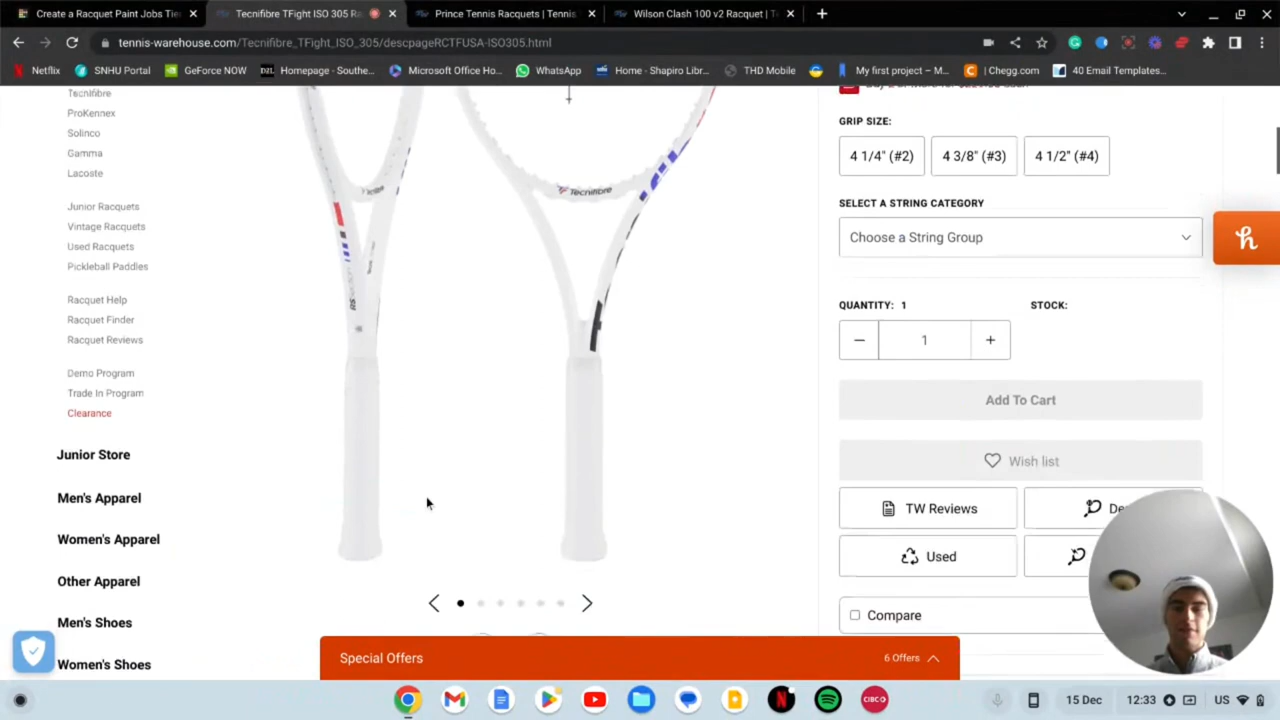 Create a Racquet Paint Jobs Tie
Tecnifibre TFight ISO 305 Ra
Prince Tennis Racquets | Tennis
Wilson Clash 100 v2 Racquet | T
tennis-warehouse.com/Tecnifibre_TFight_ISO_305/descpageRCTFUSA-ISO305.html
Netflix
SNHU Portal
GeForce NOW
D2L Homepage - Southe...
Microsoft Office Ho...
WhatsApp
Home - Shapiro Libr...
THD Mobile
My first project – M...
| Chegg.com
40 Email Templates...
Tecnifibre
ProKennex
Solinco
Gamma
Lacoste
Junior Racquets
Vintage Racquets
Used Racquets
Pickleball Paddles
Racquet Help
Racquet Finder
Racquet Reviews
Demo Program
Trade In Program
Clearance
Junior Store
Men's Apparel
Women's Apparel
Other Apparel
Men's Shoes
Women's Shoes
Tecnifibre
GRIP SIZE:
4 1/4" (#2)
4 3/8" (#3)
4 1/2" (#4)
SELECT A STRING CATEGORY
Choose a String Group
QUANTITY: 1
STOCK:
1
Add To Cart
Wish list
TW Reviews
De
Used
Compare
Special Offers
6 Offers
CIBC
15 Dec
12:33
US